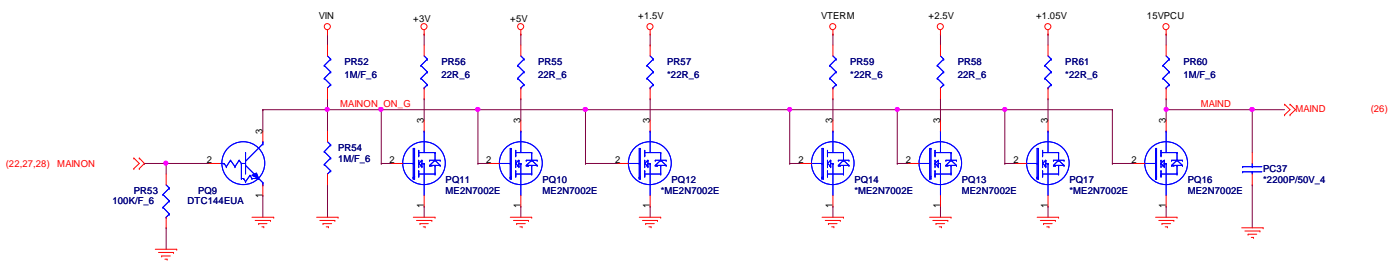 VIN
+3V
+5V
+1.5V
VTERM
+2.5V
+1.05V
15VPCU
PR52
1M/F_6
PR56
22R_6
PR55
22R_6
PR57
*22R_6
PR59
*22R_6
PR58
22R_6
PR61
*22R_6
PR60
1M/F_6
MAINON_ON_G
MAIND
MAIND
(26)
3
3
3
3
3
3
3
3
(22,27,28) MAINON
2
2
2
2
2
2
2
2
PR54
1M/F_6
PR53
100K/F_6
PQ9
DTC144EUA
PQ11
ME2N7002E
PQ10
ME2N7002E
PQ12
*ME2N7002E
PQ14
*ME2N7002E
PQ13
ME2N7002E
PQ17
*ME2N7002E
PQ16
ME2N7002E
PC37
*2200P/50V_4
1
1
1
1
1
1
1
1